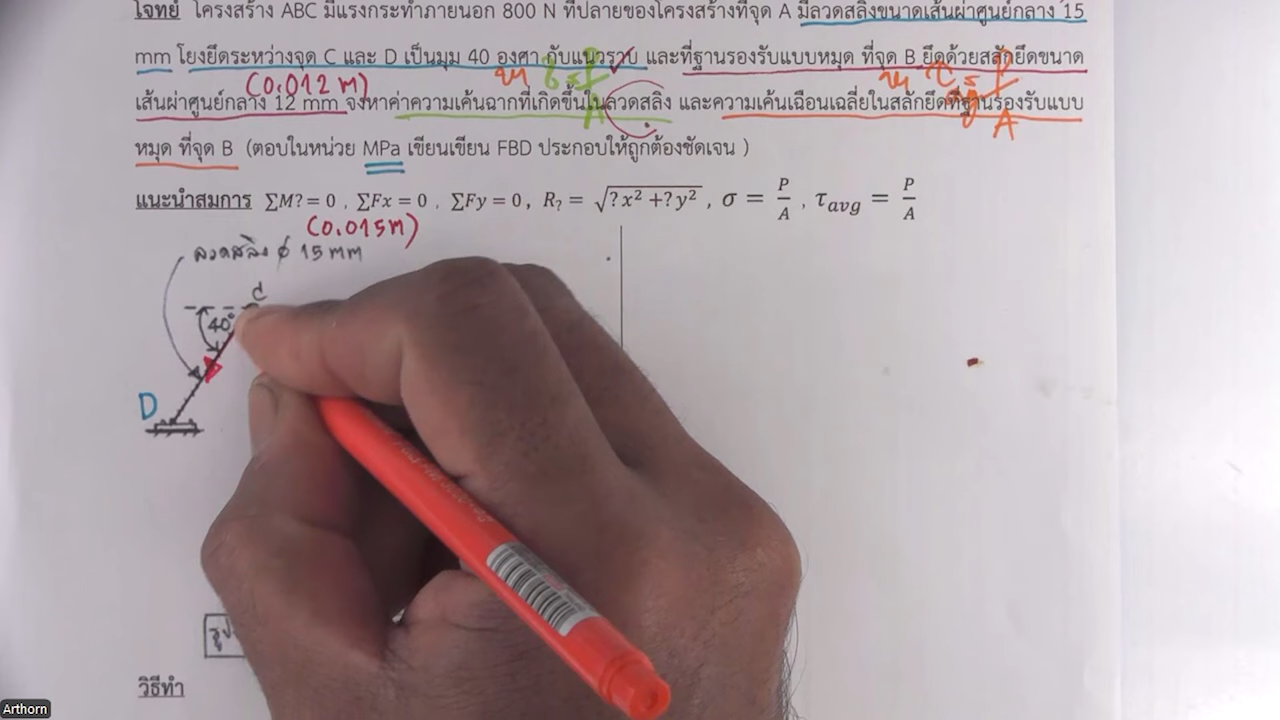 โจทย์ โครงสร้าง ABC มีแรงกระทำภายนอก 800 N ที่ปลายของโครงสร้างที่จุด A มีลวดสลิงขนาดเส้นผ่าศูนย์กลาง 15
mm โยงยึดระหว่างจุด C และ D เป็นมุม 40 องศา กับแนวราบ และที่ฐานรองรับแบบหมุด ที่จุด B ยึดด้วยสลักยึดขนาด
(0.012 m)
เส้นผ่าศูนย์กลาง 12 mm จงหาค่าความเค้นฉากที่เกิดขึ้นในลวดสลิง และความเค้นเฉือนเฉลี่ยในสลักยึดที่ฐานรองรับแบบ
หมุด ที่จุด B (ตอบในหน่วย MPa เขียนเขียน FBD ประกอบให้ถูกต้องชัดเจน )
แนะนำสมการ ∑M? = 0 , ∑Fx = 0 , ∑Fy = 0 , R? = √?x² +?y² , σ = P/A , τavg = P/A
(0.015m)
ลวดสลิง ϕ 15 mm
C
40°
D
วิธีทำ
Arthorn